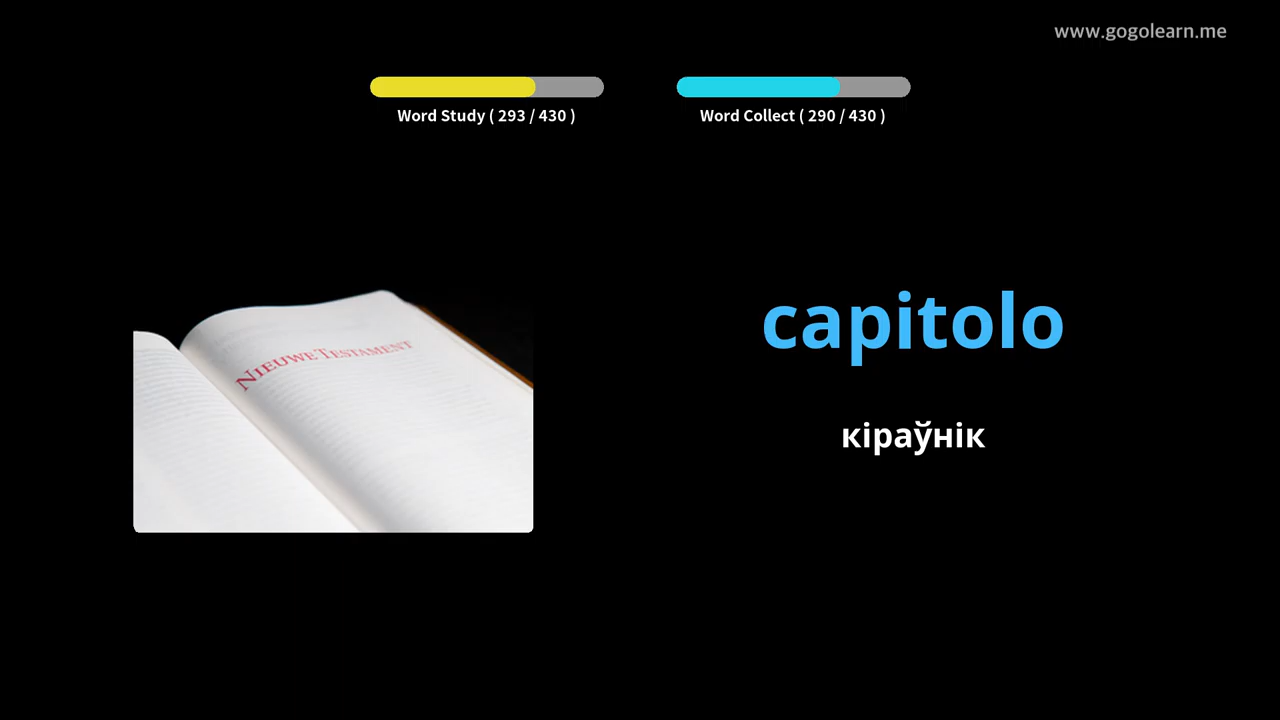 www.gogolearn.me
Word Study ( 293 / 430 )
Word Collect ( 290 / 430 )
NIEUWE TESTAMENT
capitolo
кіраўнік